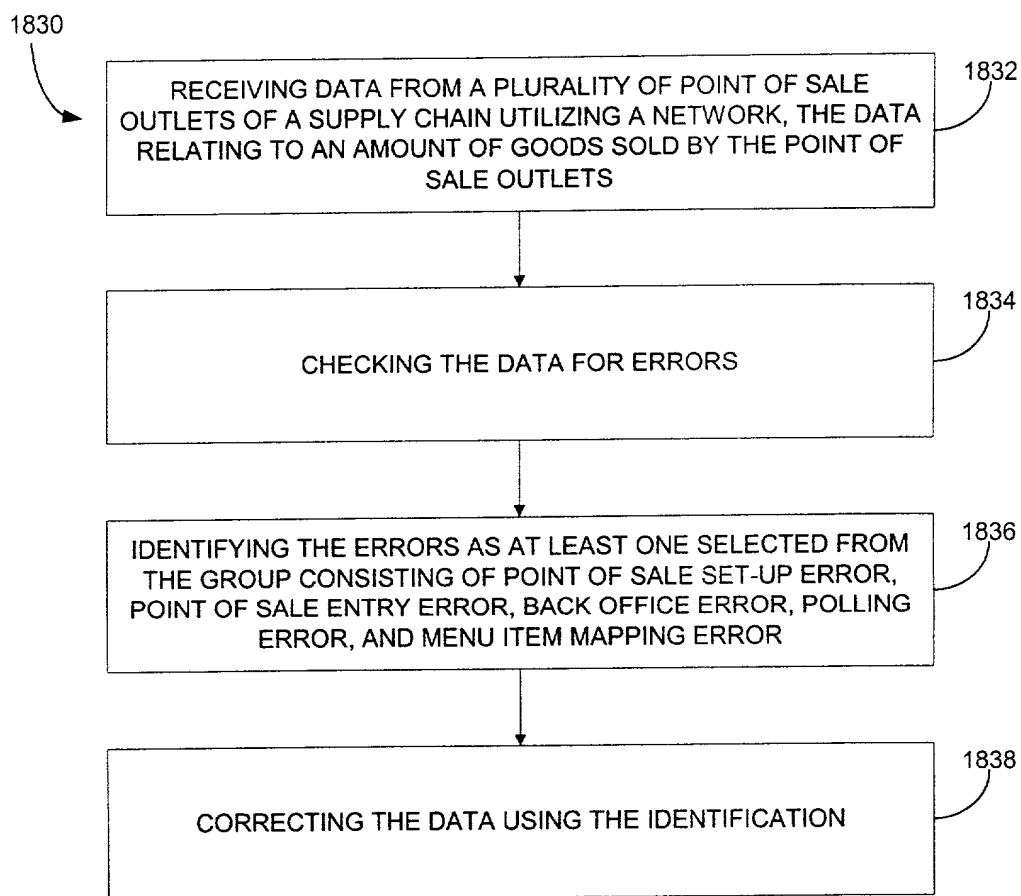 1830
RECEIVING DATA FROM A PLURALITY OF POINT OF SALE
OUTLETS OF A SUPPLY CHAIN UTILIZING A NETWORK, THE DATA
RELATING TO AN AMOUNT OF GOODS SOLD BY THE POINT OF
SALE OUTLETS
1832
CHECKING THE DATA FOR ERRORS
1834
IDENTIFYING THE ERRORS AS AT LEAST ONE SELECTED FROM
THE GROUP CONSISTING OF POINT OF SALE SET-UP ERROR,
POINT OF SALE ENTRY ERROR, BACK OFFICE ERROR, POLLING
ERROR, AND MENU ITEM MAPPING ERROR
1836
CORRECTING THE DATA USING THE IDENTIFICATION
1838